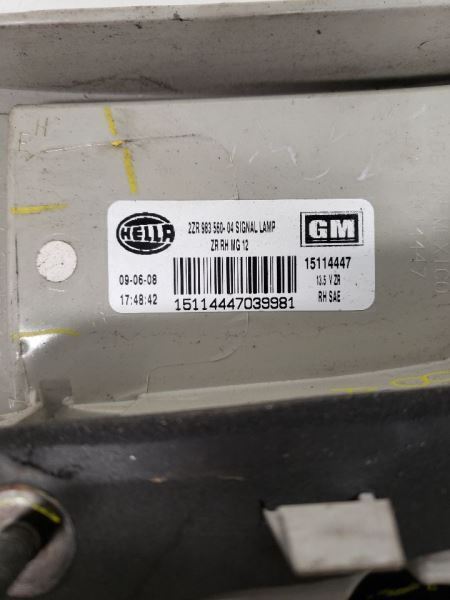 HELLA
2ZR 983 560-04 SIGNAL LAMP
ZR RH MG 12
GM
09-06-08
17:48:42
15114447
13.5 V ZR
RH SAE
15114447039981